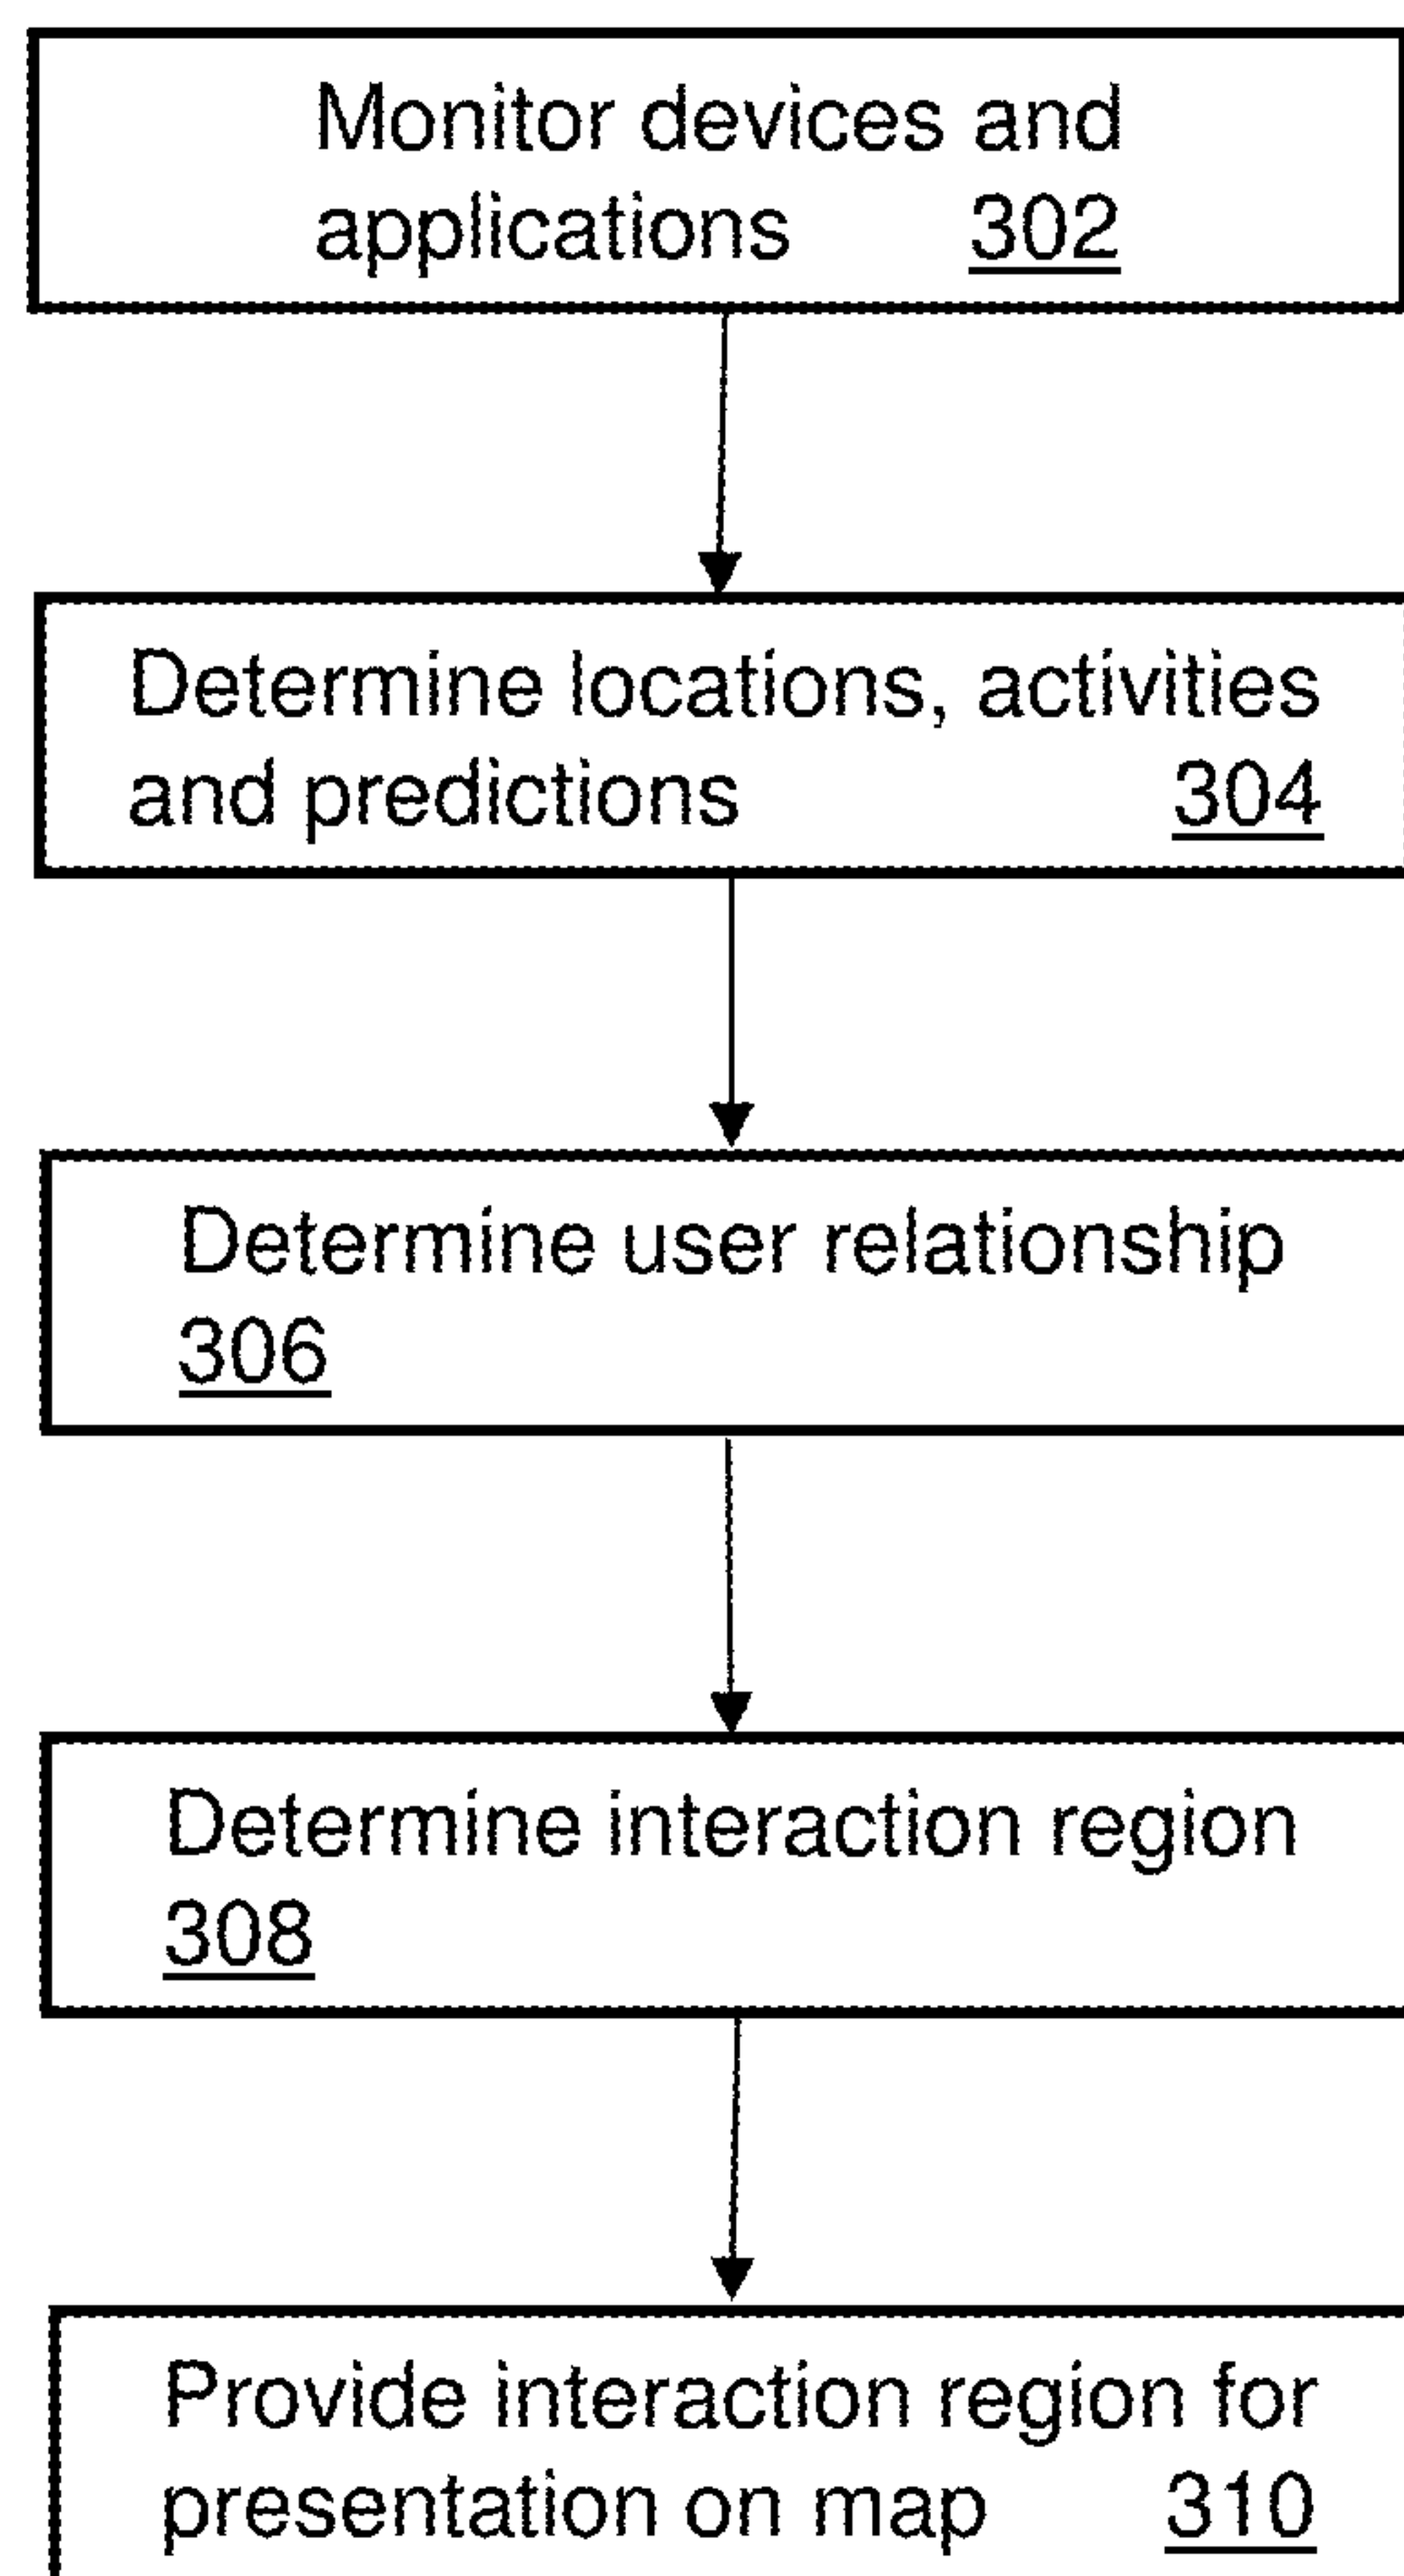 Monitor devices and
applications 302
Determine locations, activities
and predictions 304
Determine user relationship
306
Determine interaction region
308
Provide interaction region for
presentation on map 310